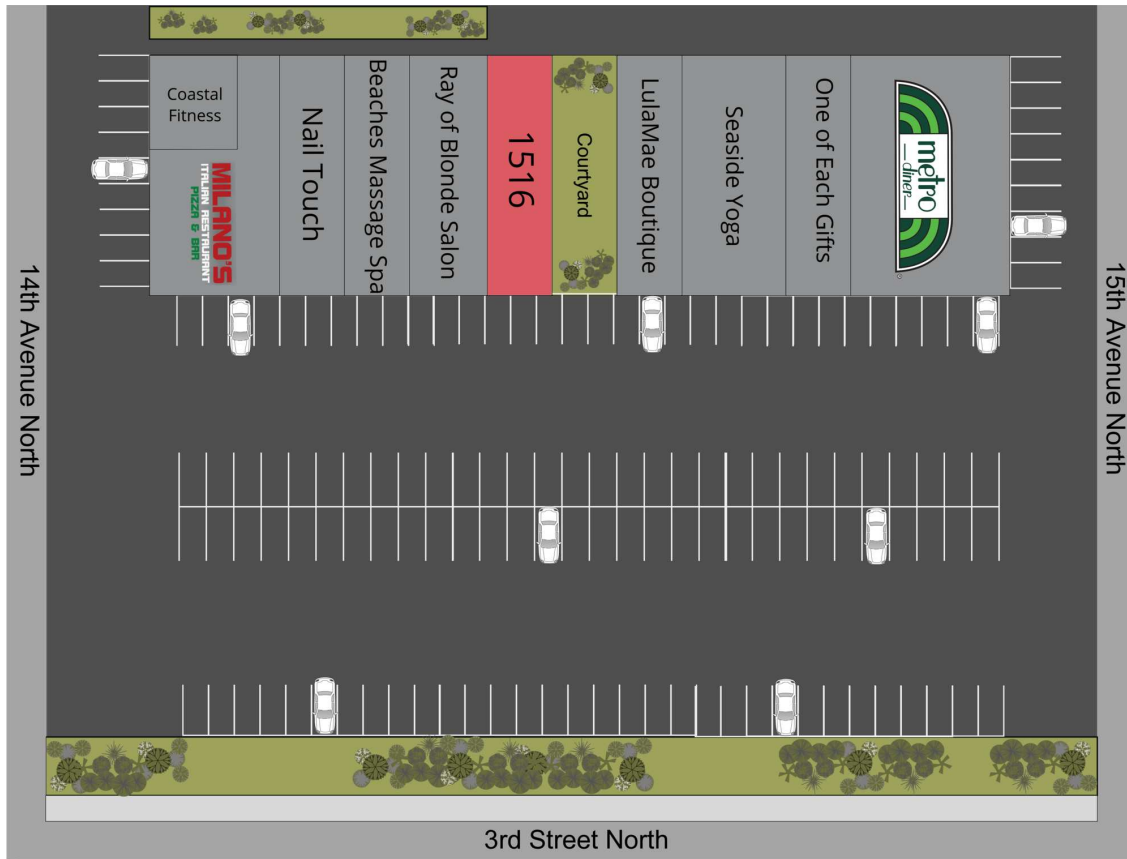 Coastal
Fitness
MILANO'S
ITALIAN RESTAURANT
PIZZA & BAR
Nail Touch
Beaches Massage Spa
Ray of Blonde Salon
1516
Courtyard
LulaMae Boutique
Seaside Yoga
One of Each Gifts
metro
diner
14th Avenue North
15th Avenue North
3rd Street North